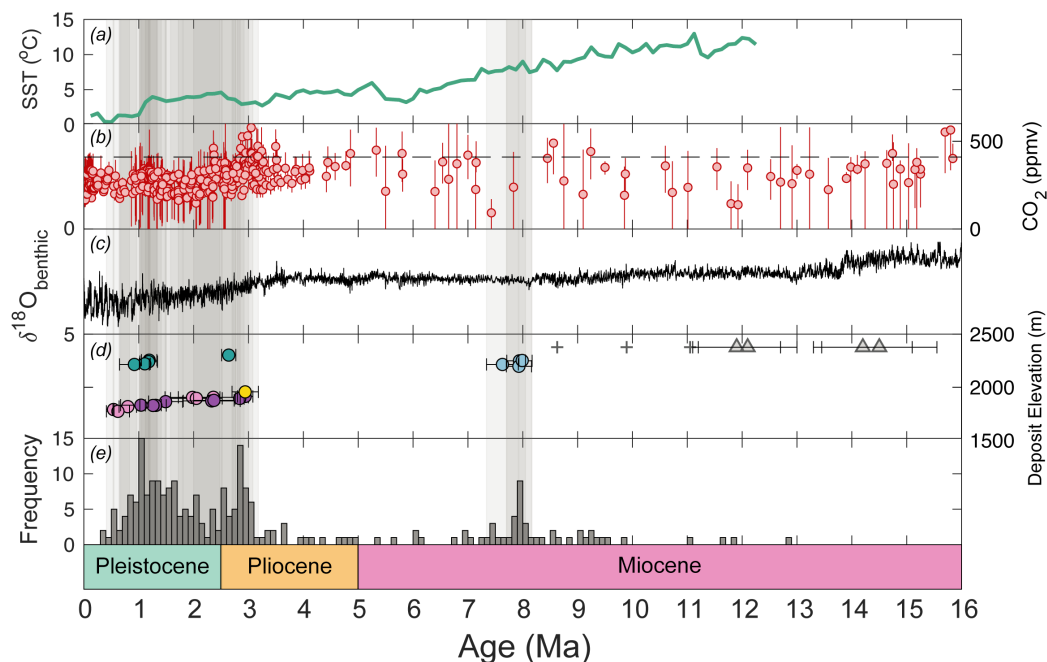 (a)
15
10
5
0
SST (°C)
(b)
500
0
CO2 (ppmv)
(c)
0
5
δ18Obenthic
(d)
2500
2000
1500
Deposit Elevation (m)
(e)
15
10
5
0
Frequency
Pleistocene Pliocene Miocene
0 1 2 3 4 5 6 7 8 9 10 11 12 13 14 15 16
Age (Ma)